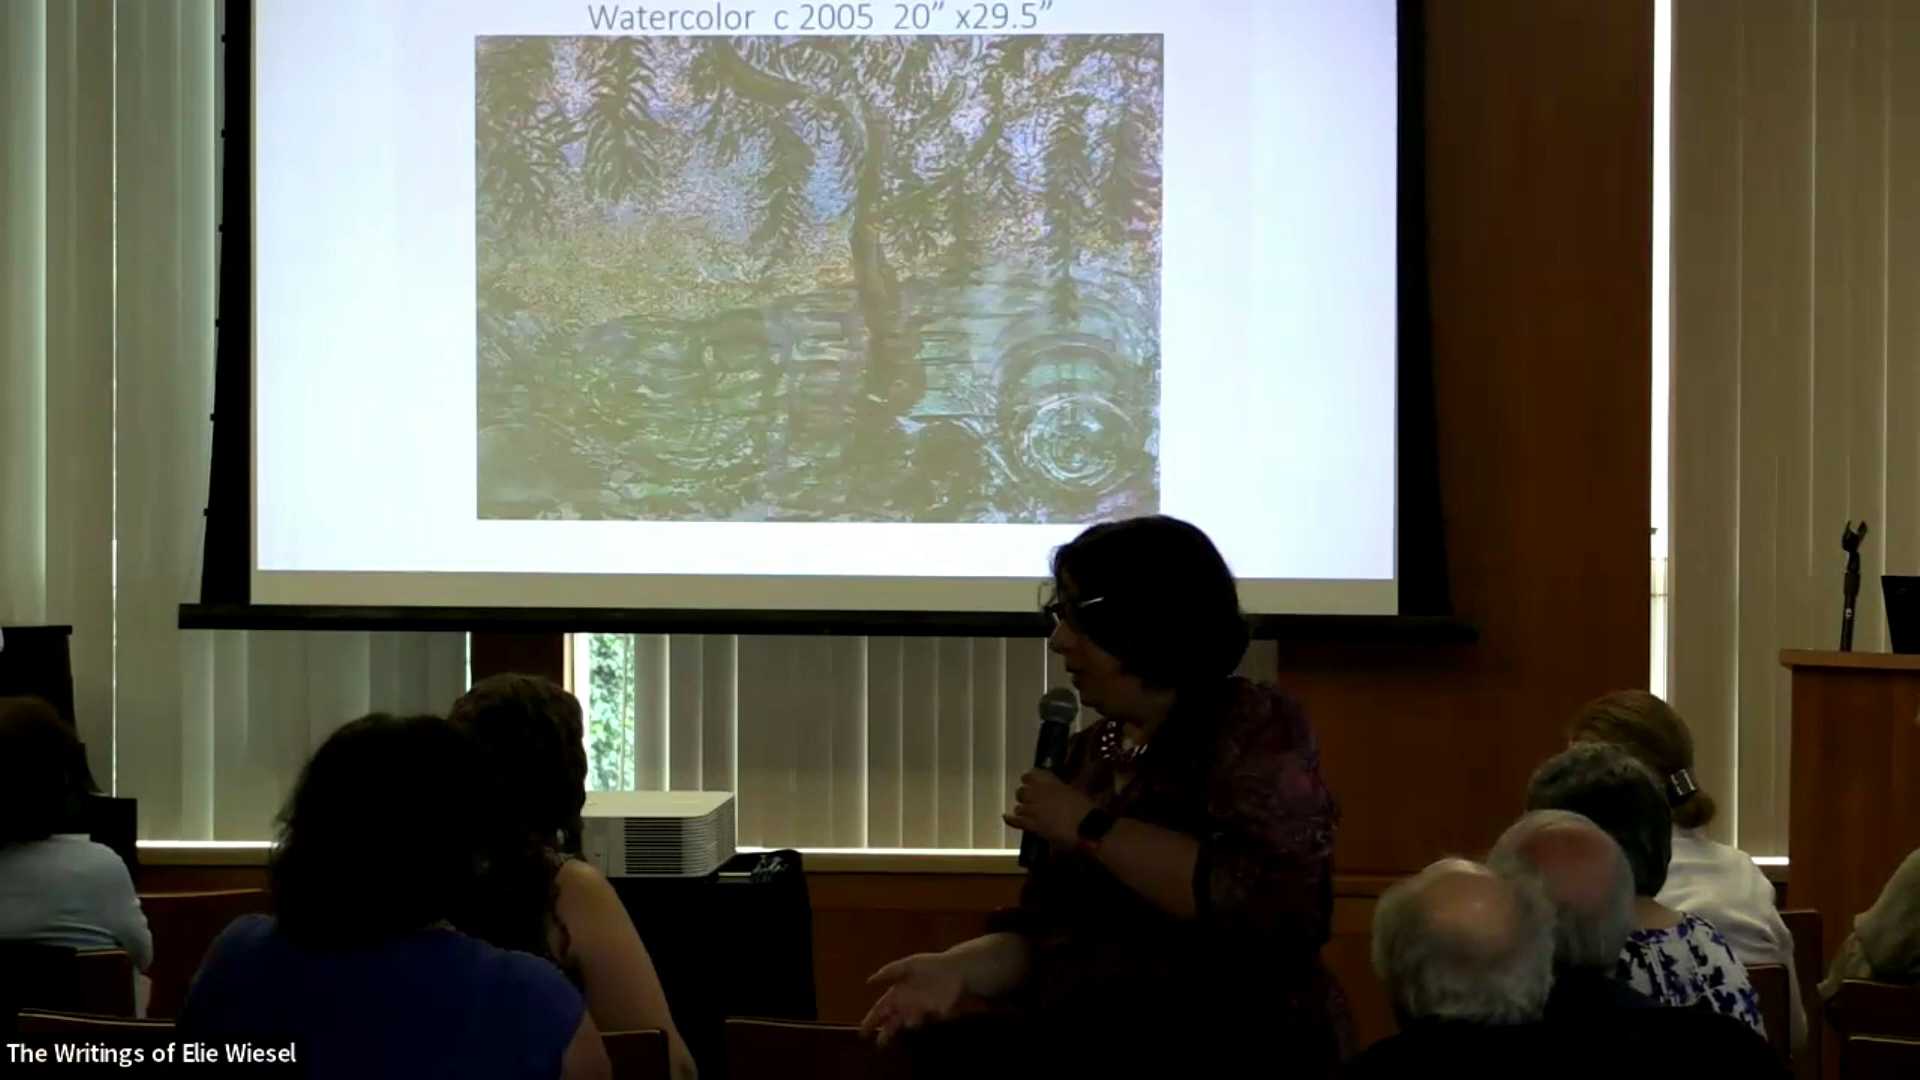 Watercolor c 2005 20” x29.5”
The Writings of Elie Wiesel